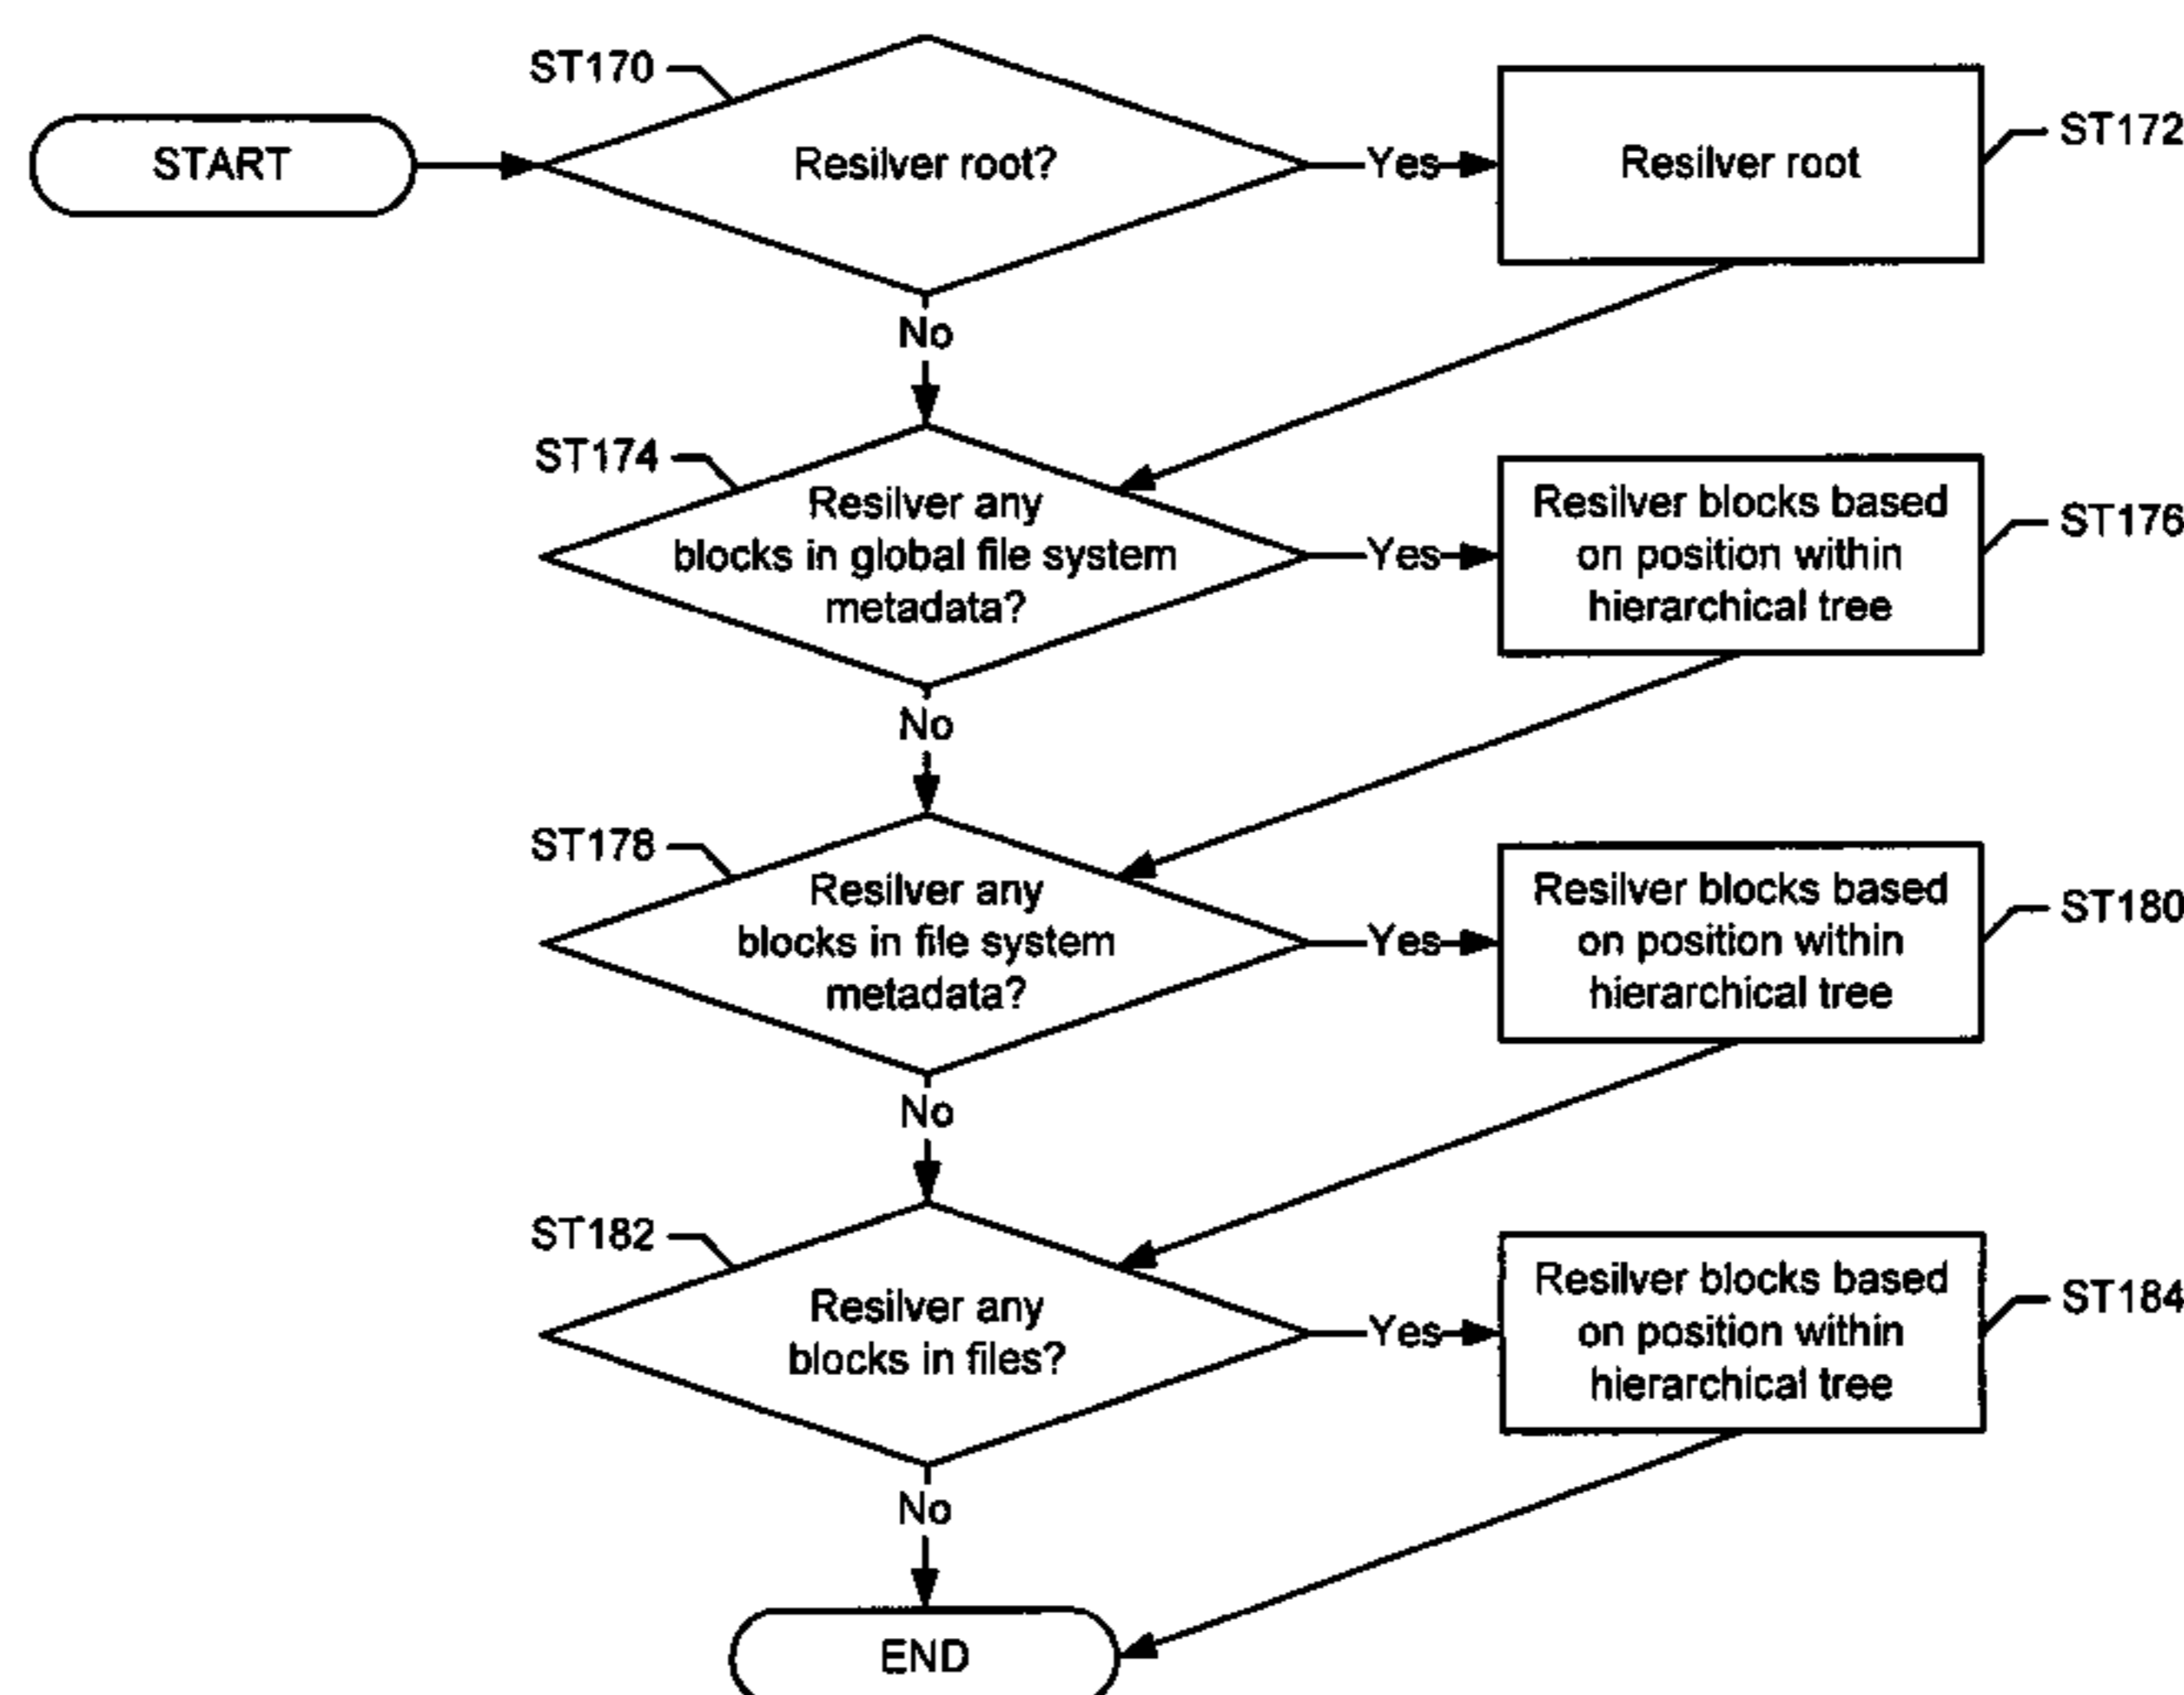 ST170
START
Resilver root?
Yes
Resilver root
ST172
No
ST174
Resilver any
blocks in global file system
metadata?
Yes
Resilver blocks based
on position within
hierarchical tree
ST176
No
ST178
Resilver any
blocks in file system
metadata?
Yes
Resilver blocks based
on position within
hierarchical tree
ST180
No
ST182
Resilver any
blocks in files?
Yes
Resilver blocks based
on position within
hierarchical tree
ST184
No
END